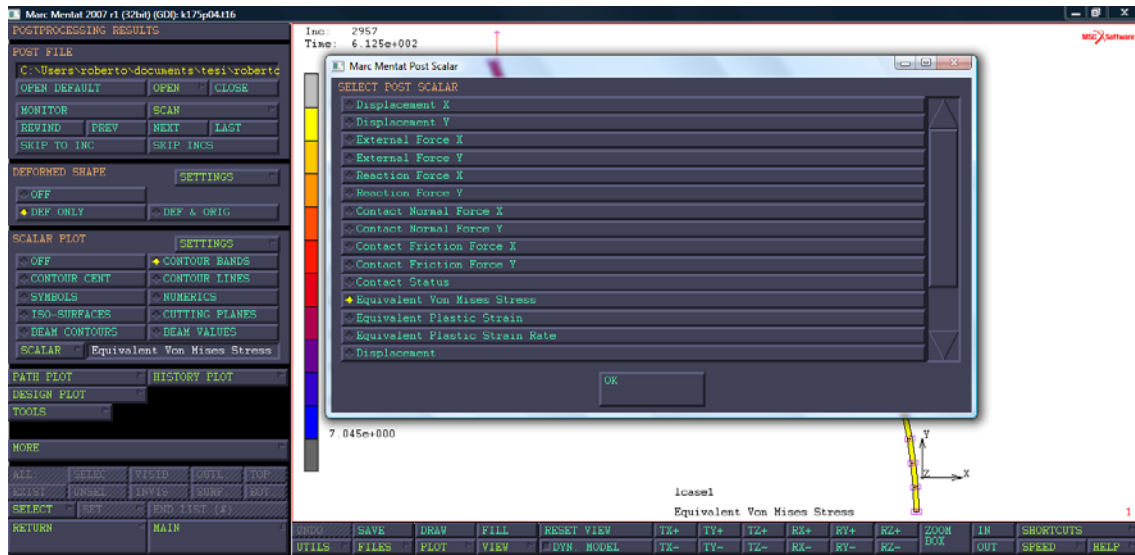 Marc Mentat 2007 r1 (32bit) (GDI): k175p04.t16
POSTPROCESSING RESULTS
POST FILE
C:\Users\roberto\documents\tesi\robertc
OPEN DEFAULT OPEN CLOSE
MONITOR SCAN
REWIND PREV NEXT LAST
SKIP TO INC SKIP INCS
DEFORMED SHAPE SETTINGS
OFF
DEF ONLY DEF & ORIG
SCALAR PLOT SETTINGS
OFF CONTOUR BANDS
CONTOUR CENT CONTOUR LINES
SYMBOLS NUMERICS
ISO-SURFACES CUTTING PLANES
BEAM CONTOURS BEAM VALUES
SCALAR Equivalent Von Mises Stress
PATH PLOT HISTORY PLOT
DESIGN PLOT
TOOLS
MORE
ALL: SELEC VISIB OUTL TOP
EXIST UNSEL INVIS SURF BOT
SELECT SET END LIST (#)
RETURN MAIN
Inc: 2957
Time: 6.125e+002
MSC Software
Marc Mentat Post Scalar
SELECT POST SCALAR
Displacement X
Displacement Y
External Force X
External Force Y
Reaction Force X
Reaction Force Y
Contact Normal Force X
Contact Normal Force Y
Contact Friction Force X
Contact Friction Force Y
Contact Status
Equivalent Von Mises Stress
Equivalent Plastic Strain
Equivalent Plastic Strain Rate
Displacement
OK
7.045e+000
Y
Z X
lcase1
Equivalent Von Mises Stress
1
UNDO SAVE DRAW FILL RESET VIEW TX+ TY+ TZ+ RX+ RY+ RZ+ ZOOM BOX IN SHORTCUTS
UTILS FILES PLOT VIEW DYN. MODEL TX- TY- TZ- RX- RY- RZ- OUT SPEED HELP